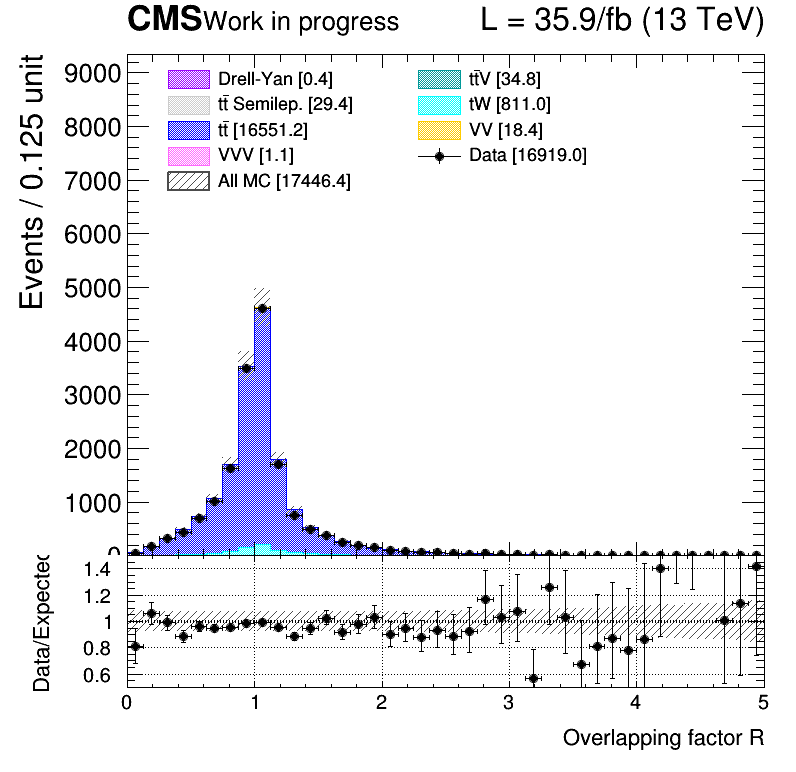 CMS Work in progress L = 35.9/fb (13 TeV)
Events / 0.125 unit
9000
8000
7000
6000
5000
4000
3000
2000
1000
0
Drell-Yan [0.4]
tt̄ Semilep. [29.4]
tt̄ [16551.2]
VVV [1.1]
All MC [17446.4]
tt̄V [34.8]
tW [811.0]
VV [18.4]
Data [16919.0]
Data/Expected
1.4
1.2
1
0.8
0.6
0 1 2 3 4 5
Overlapping factor R